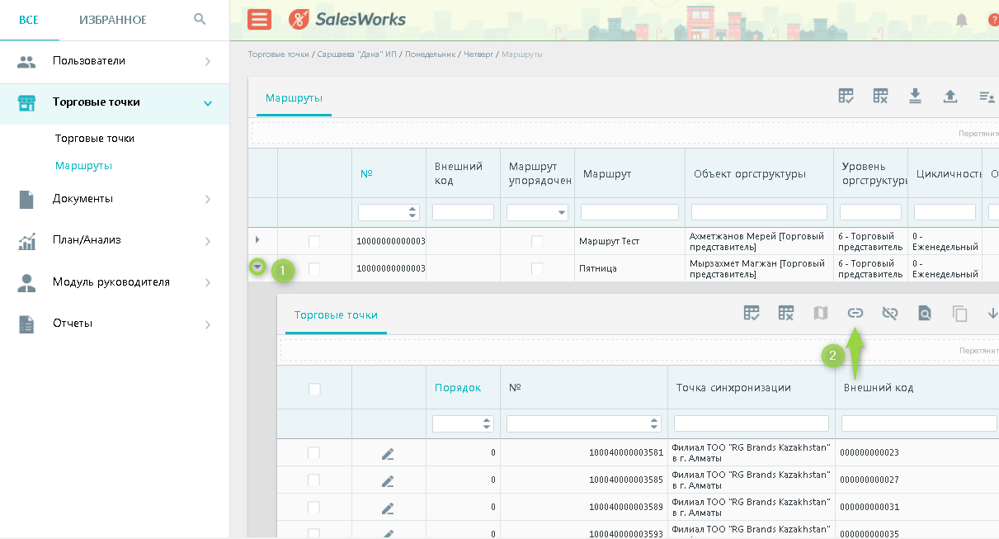 ВСЕ
ИЗБРАННОЕ
Пользователи
Торговые точки
Торговые точки
Маршруты
Документы
План/Анализ
Модуль руководителя
Отчеты
SalesWorks
?
Торговые точки / Саршаева "Дана" ИП / Понедельник / Четверг / Маршруты
Маршруты
Перетянит
№
Внешний
код
Маршрут
упорядочен
Маршрут
Объект оргструктуры
Уровень
оргструктуры
Цикличность
О
10000000000003
Маршрут Тест
Ахметжанов Мерей [Торговый
представитель]
6 - Торговый
представитель
0 -
Еженедельный
1
10000000000003
Пятница
Мырзахмет Магжан [Торговый
представитель]
6 - Торговый
представитель
0 -
Еженедельный
Торговые точки
2
Перетянит
Порядок
№
Точка синхронизации
Внешний код
0
100040000003581
Филиал ТОО "RG Brands Kazakhstan"
в г. Алматы
000000000023
0
100040000003585
Филиал ТОО "RG Brands Kazakhstan"
в г. Алматы
000000000027
0
100040000003589
Филиал ТОО "RG Brands Kazakhstan"
в г. Алматы
000000000031
0
100040000003593
Филиал ТОО "RG Brands Kazakhstan"
000000000035